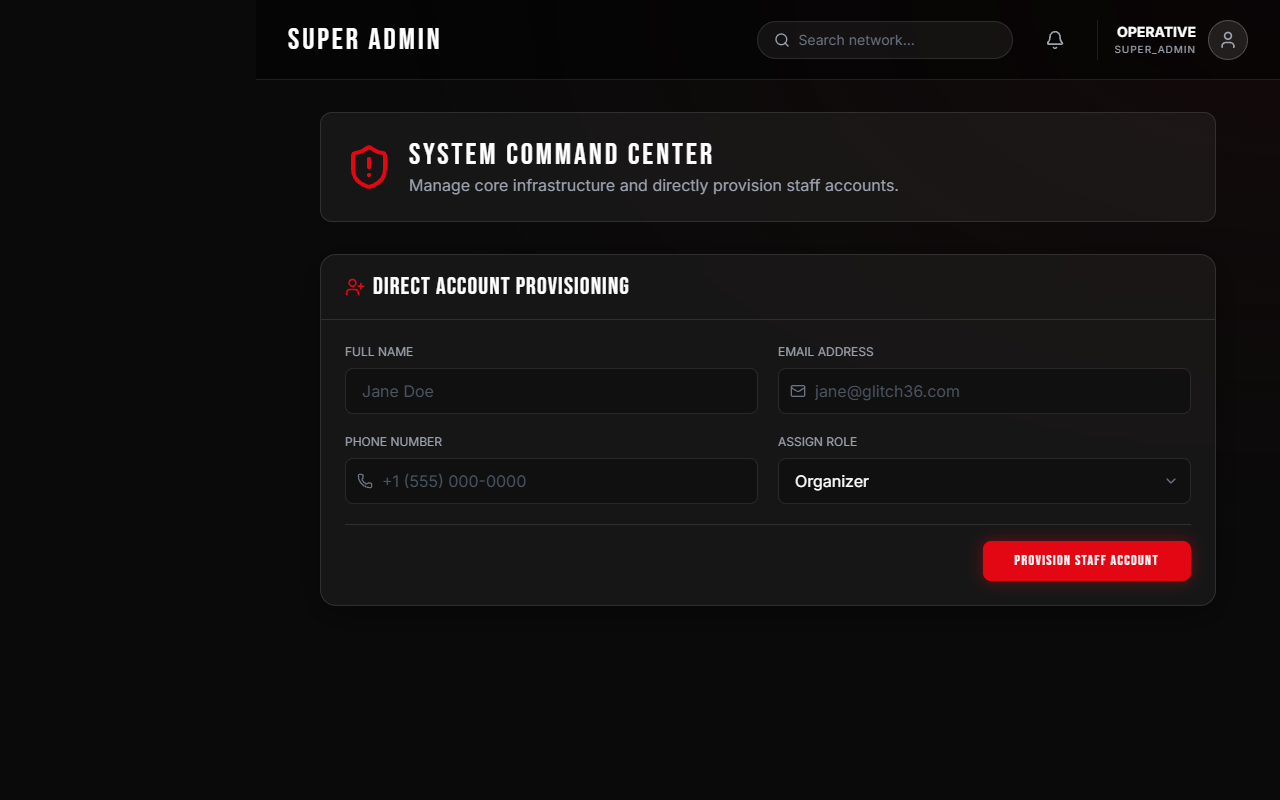 SUPER ADMIN
Search network...
OPERATIVE
SUPER_ADMIN
SYSTEM COMMAND CENTER
Manage core infrastructure and directly provision staff accounts.
DIRECT ACCOUNT PROVISIONING
FULL NAME
Jane Doe
EMAIL ADDRESS
jane@glitch36.com
PHONE NUMBER
+1 (555) 000-0000
ASSIGN ROLE
Organizer
PROVISION STAFF ACCOUNT